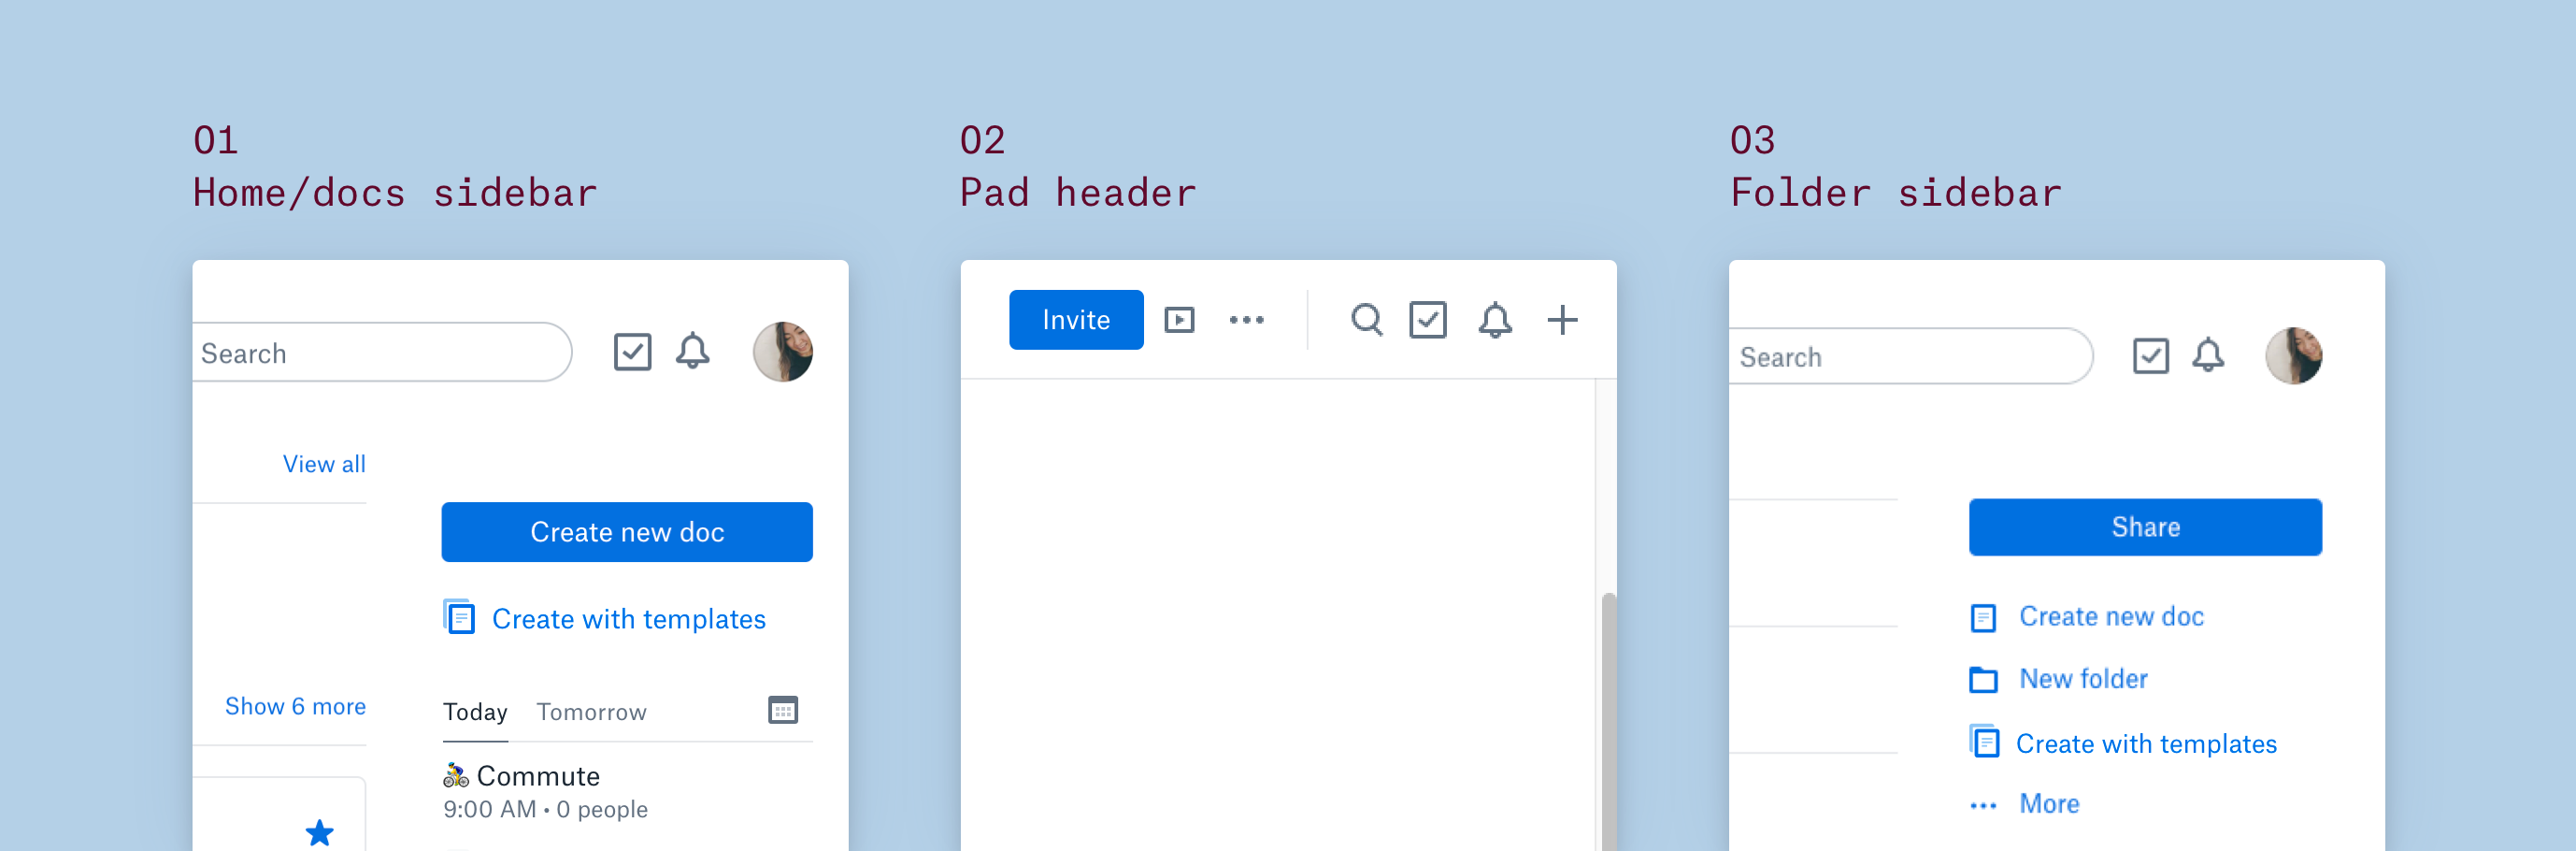 01
Home/docs sidebar
Search
View all
Create new doc
Create with templates
Show 6 more
Today Tomorrow
Commute
9:00 AM • 0 people
02
Pad header
Invite
03
Folder sidebar
Search
Share
Create new doc
New folder
Create with templates
More